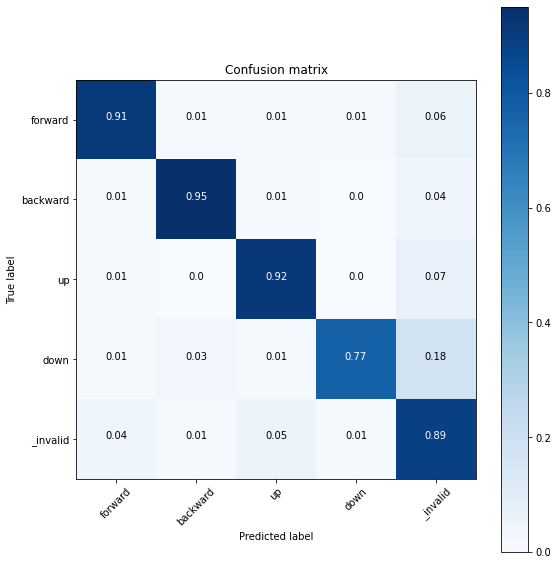 Confusion matrix
True label
forward 0.91 0.01 0.01 0.01 0.06
backward 0.01 0.95 0.01 0.0 0.04
up 0.01 0.0 0.92 0.0 0.07
down 0.01 0.03 0.01 0.77 0.18
_invalid 0.04 0.01 0.05 0.01 0.89
forward backward up down _invalid
Predicted label
0.8
0.6
0.4
0.2
0.0